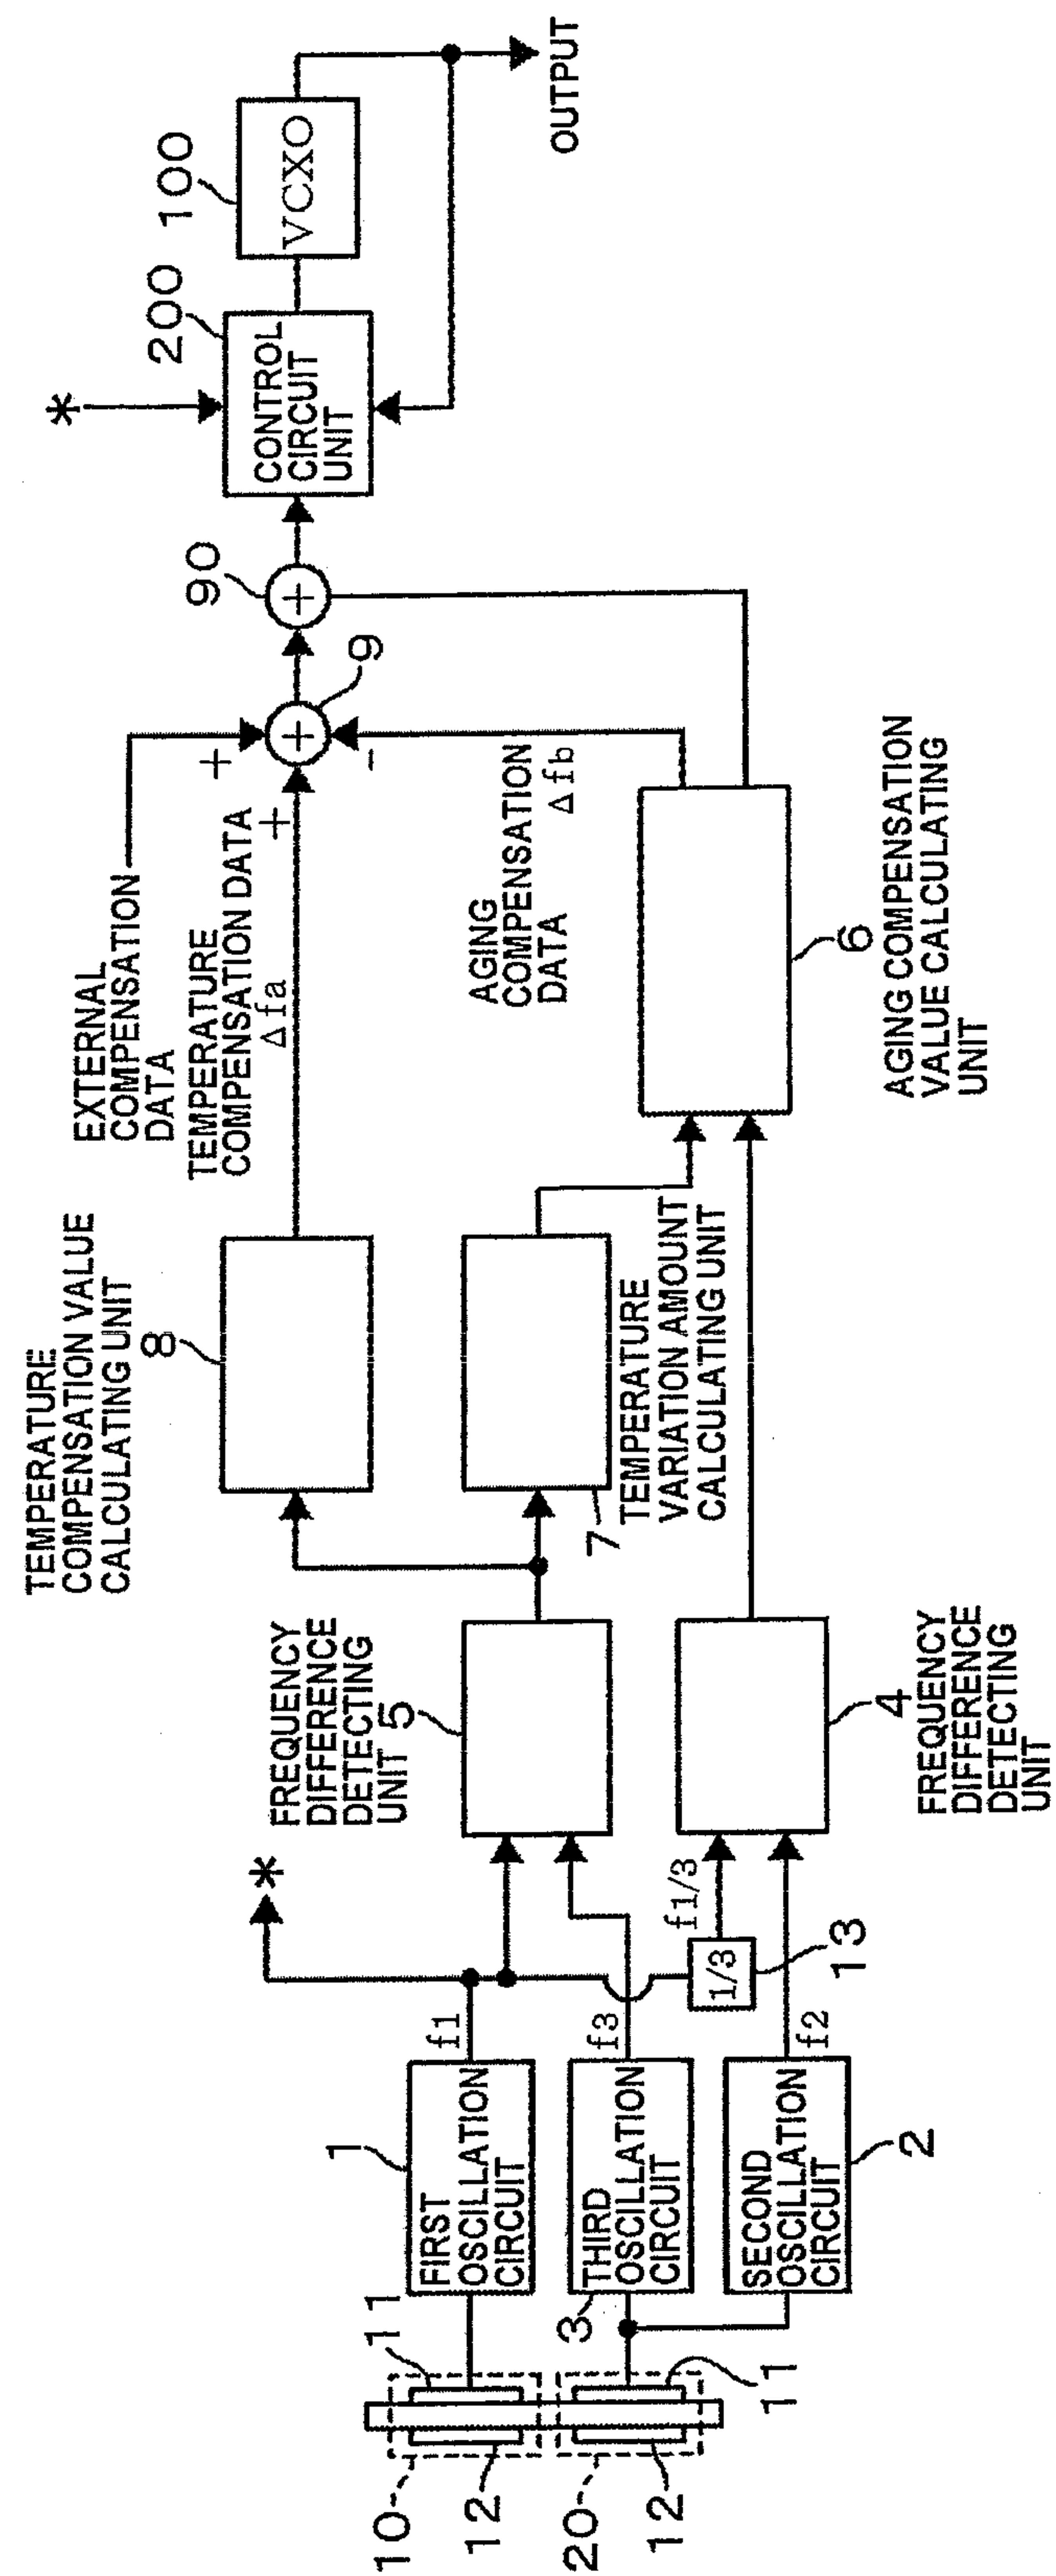 10
12
20
12
11
11
1
FIRST
OSCILLATION
CIRCUIT
f1
3
THIRD
OSCILLATION
CIRCUIT
f3
SECOND
OSCILLATION
CIRCUIT
2
f2
*
1/3
13
f1/3
FREQUENCY
DIFFERENCE
DETECTING
UNIT
5
4
FREQUENCY
DIFFERENCE
DETECTING
UNIT
TEMPERATURE
COMPENSATION VALUE
CALCULATING UNIT
8
7
TEMPERATURE
VARIATION AMOUNT
CALCULATING UNIT
EXTERNAL
COMPENSATION
DATA
TEMPERATURE
COMPENSATION DATA
Δfa
AGING
COMPENSATION
DATA
Δfb
6
AGING COMPENSATION
VALUE CALCULATING
UNIT
+
+
-
+
9
+
90
*
200
CONTROL
CIRCUIT
UNIT
100
VCXO
OUTPUT